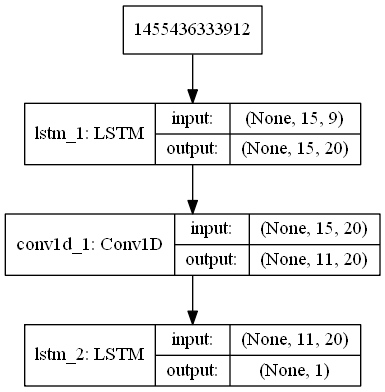 1455436333912
lstm_1: LSTM
input: (None, 15, 9)
output: (None, 15, 20)
conv1d_1: Conv1D
input: (None, 15, 20)
output: (None, 11, 20)
lstm_2: LSTM
input: (None, 11, 20)
output: (None, 1)